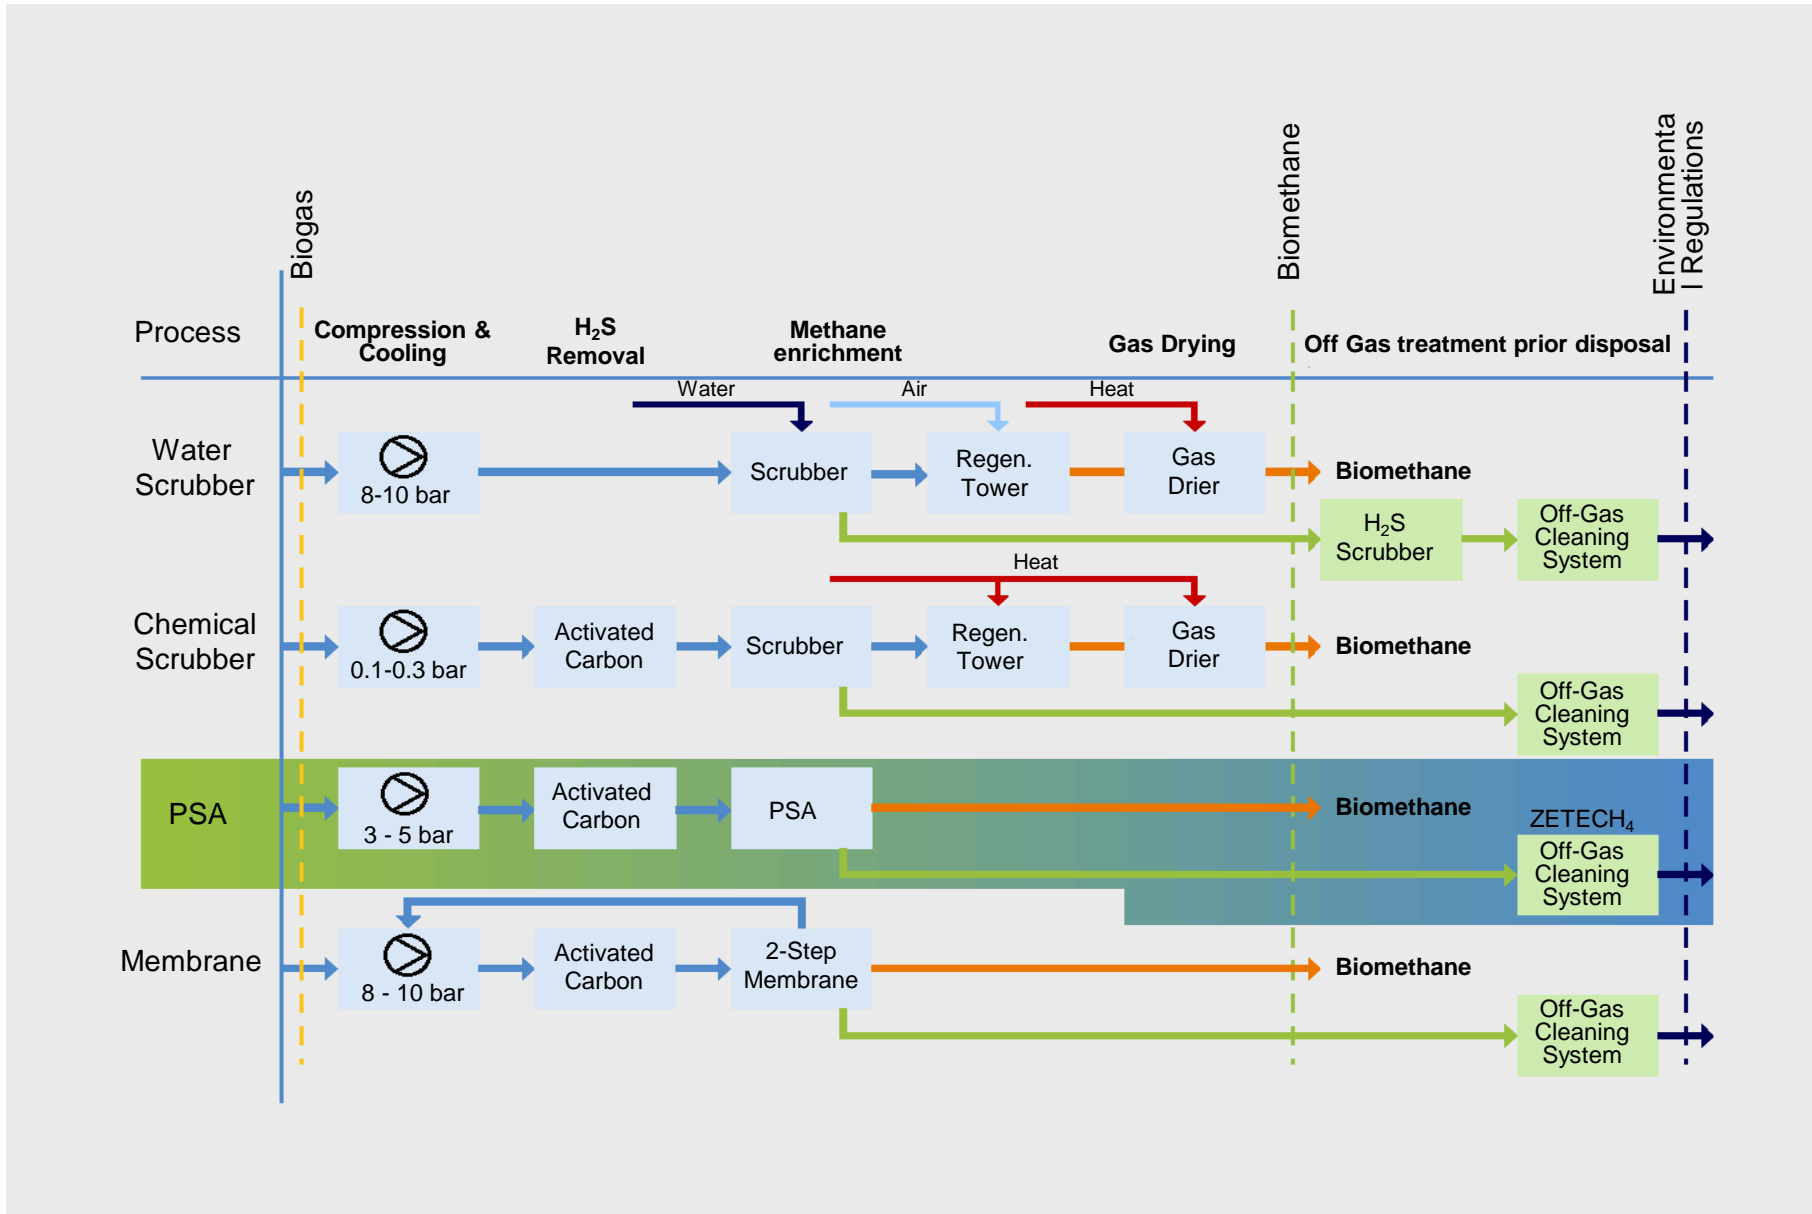 Biogas
Biomethane
Environmenta
l Regulations
Process
Compression &
Cooling
H₂S
Removal
Methane
enrichment
Gas Drying
Off Gas treatment prior disposal
Water
Air
Heat
Water
Scrubber
8-10 bar
Scrubber
Regen.
Tower
Gas
Drier
Biomethane
H₂S
Scrubber
Off-Gas
Cleaning
System
Heat
Chemical
Scrubber
0.1-0.3 bar
Activated
Carbon
Scrubber
Regen.
Tower
Gas
Drier
Biomethane
Off-Gas
Cleaning
System
PSA
3 - 5 bar
Activated
Carbon
PSA
Biomethane
ZETECH₄
Off-Gas
Cleaning
System
Membrane
8 - 10 bar
Activated
Carbon
2-Step
Membrane
Biomethane
Off-Gas
Cleaning
System